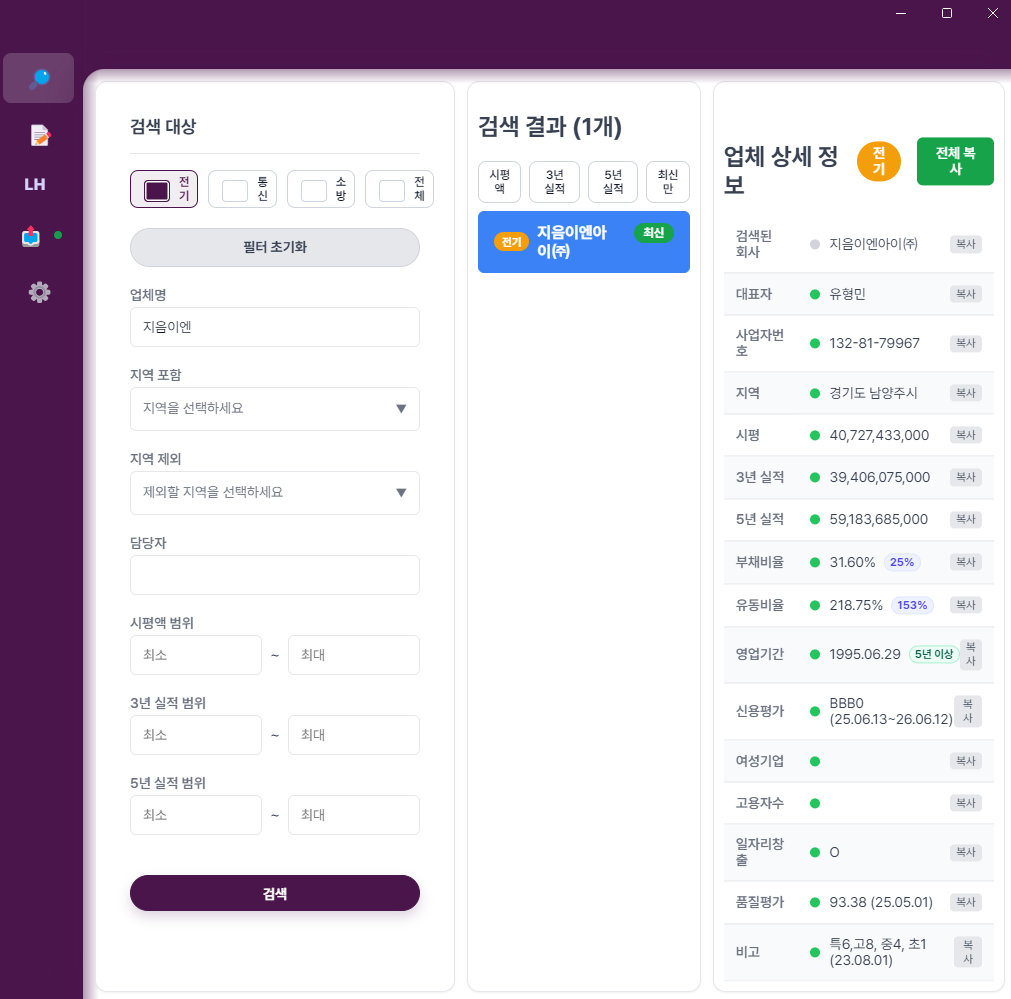 LH
검색 대상
전
기
통
신
소
방
전
체
필터 초기화
업체명
지음이엔
지역 포함
지역을 선택하세요
지역 제외
제외할 지역을 선택하세요
담당자
시평액 범위
최소 ~ 최대
3년 실적 범위
최소 ~ 최대
5년 실적 범위
최소 ~ 최대
검색
검색 결과 (1개)
시평
액
3년
실적
5년
실적
최신
만
전기
지음이엔아
이㈜
최신
업체 상세 정
보
전
기
전체 복
사
검색된
회사
지음이엔아이㈜
복사
대표자
유형민
복사
사업자번
호
132-81-79967
복사
지역
경기도 남양주시
복사
시평
40,727,433,000
복사
3년 실적
39,406,075,000
복사
5년 실적
59,183,685,000
복사
부채비율
31.60% 25%
복사
유동비율
218.75% 153%
복사
영업기간
1995.06.29 5년 이상
복
사
신용평가
BBB0
(25.06.13~26.06.12)
복
사
여성기업
복사
고용자수
복사
일자리창
출
O
복사
품질평가
93.38 (25.05.01)
복사
비고
특6,고8, 중4, 초1
(23.08.01)
복
사